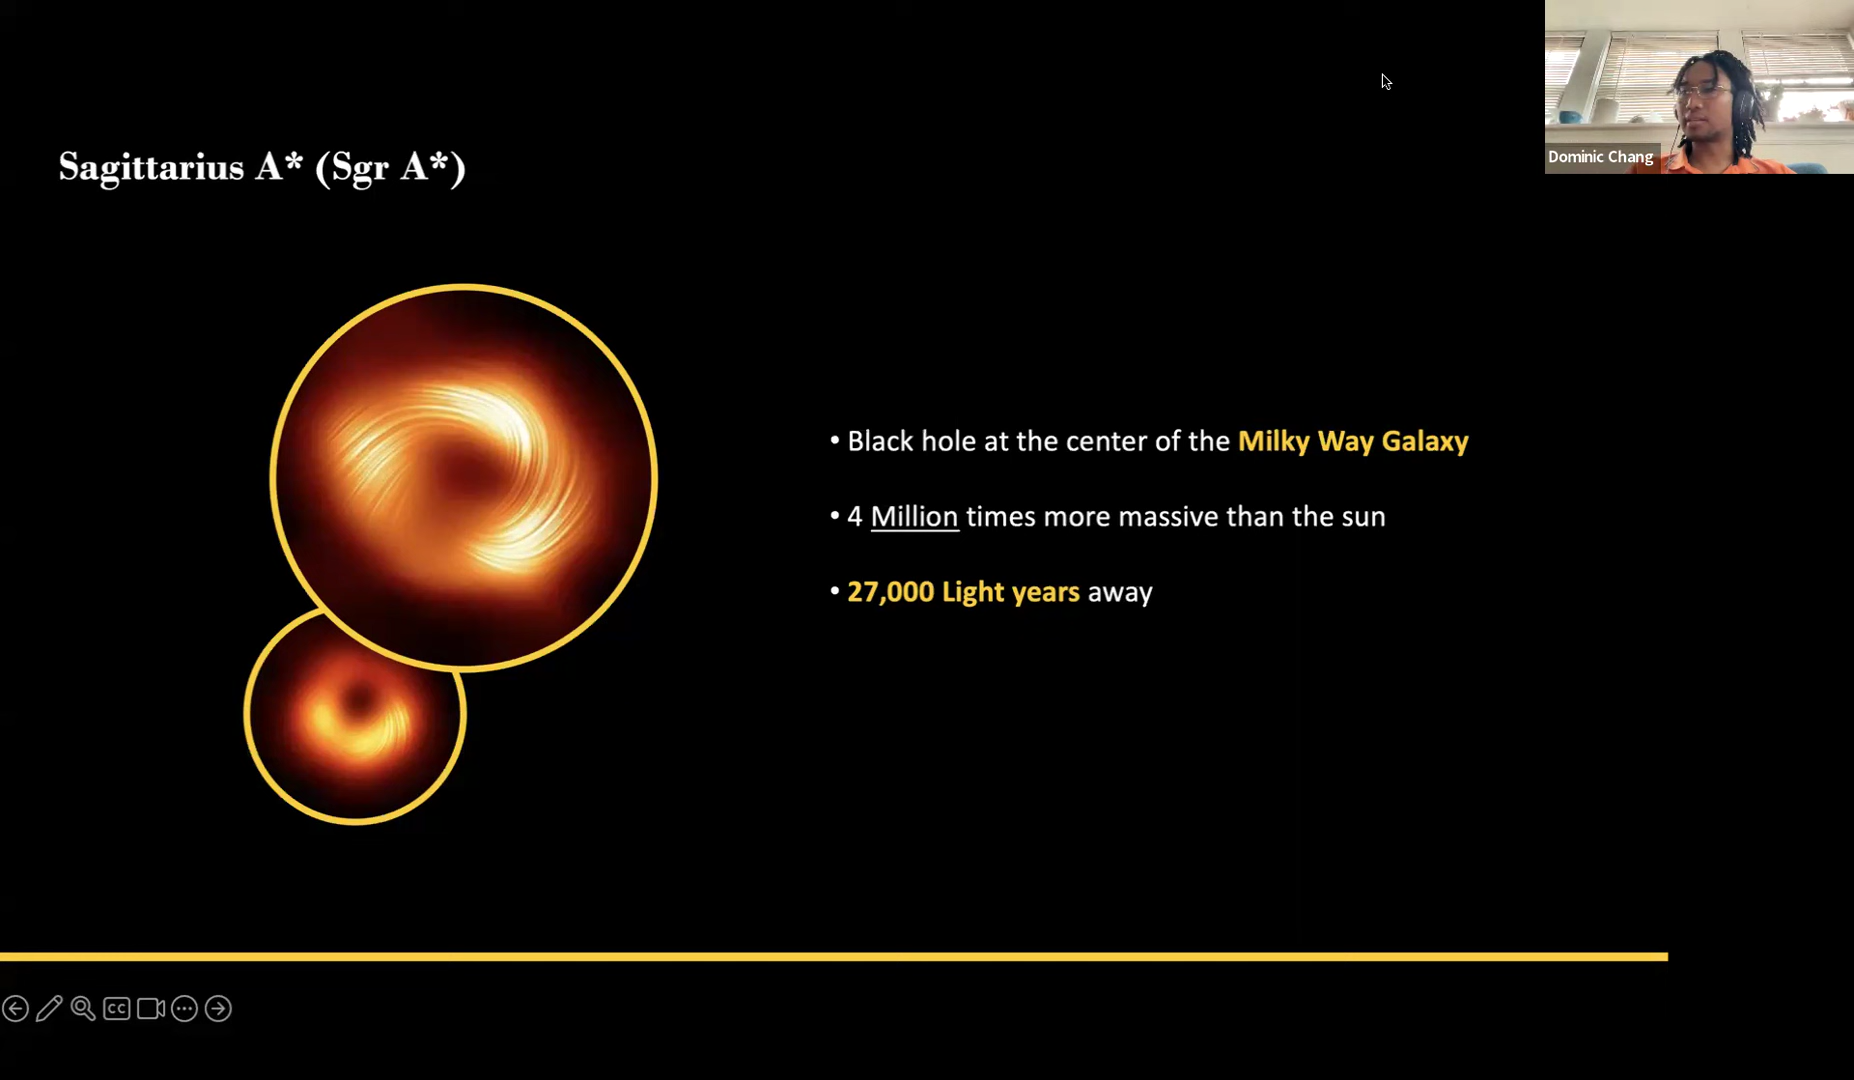 Dominic Chang
Sagittarius A* (Sgr A*)
• Black hole at the center of the Milky Way Galaxy
• 4 Million times more massive than the sun
• 27,000 Light years away
CC